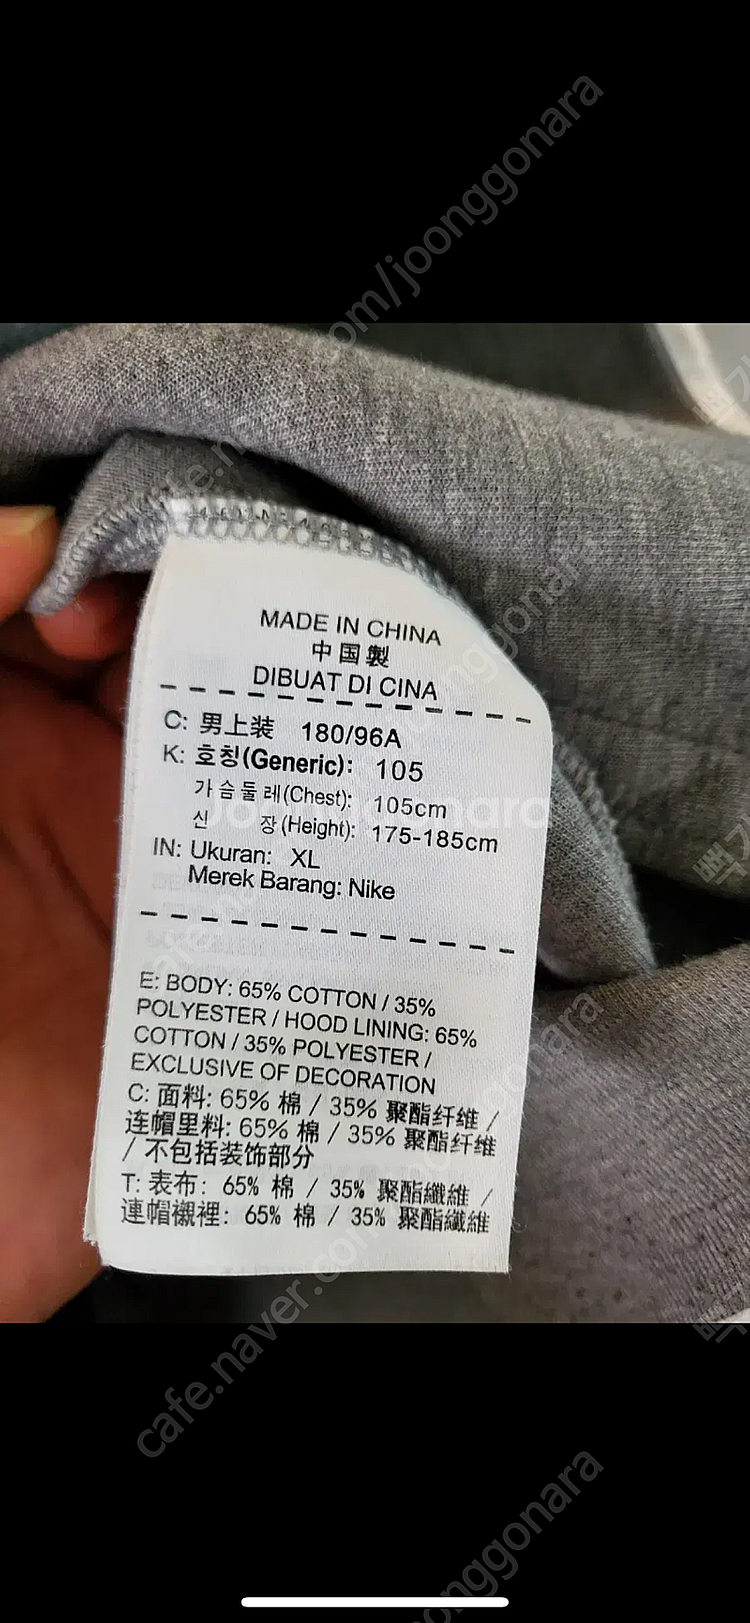 cafe.naver.com/joonggonara
MADE IN CHINA
中国製
DIBUAT DI CINA
C: 男上装 180/96A
K: 호칭(Generic): 105
가슴둘레(Chest): 105cm
신 장(Height): 175-185cm
Joonggonara
IN: Ukuran: XL
Merek Barang: Nike
E: BODY: 65% COTTON / 35%
POLYESTER / HOOD LINING: 65%
COTTON / 35% POLYESTER /
EXCLUSIVE OF DECORATION
C: 面料: 65% 棉 / 35% 聚酯纤维 /
连帽里料: 65% 棉 / 35% 聚酯纤维
/ 不包括装饰部分
T: 表布: 65% 棉 / 35% 聚酯纖維 /
連帽襯裡: 65% 棉 / 35% 聚酯纖維
cafe.naver.com/joonggonara